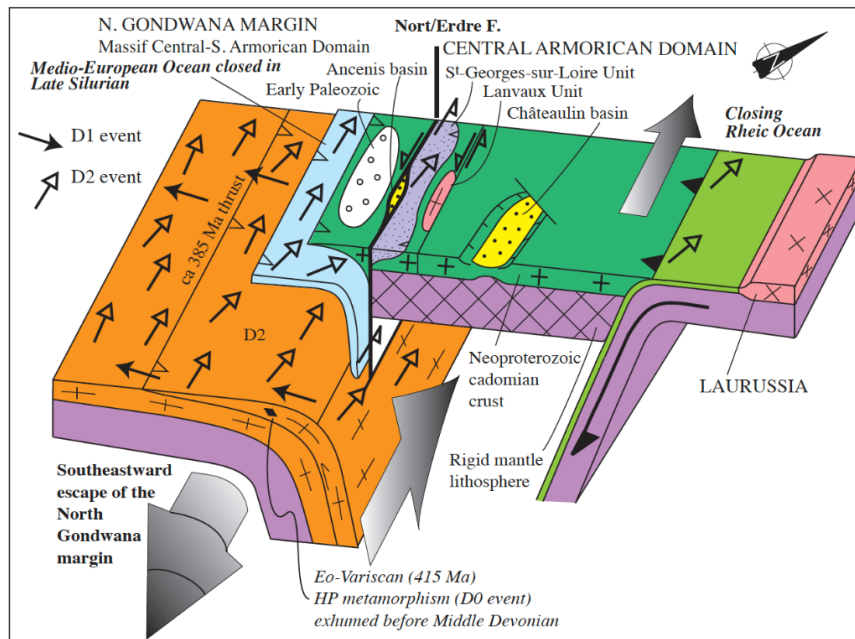 N. GONDWANA MARGIN
Massif Central-S. Armorican Domain
Medio-European Ocean closed in
Late Silurian
Early Paleozoic
Ancenis basin
Nort/Erdre F.
CENTRAL ARMORICAN DOMAIN
St-Georges-sur-Loire Unit
Lanvaux Unit
Châteaulin basin
Closing
Rheic Ocean
D1 event
D2 event
ca 385 Ma thrust
D2
Neoproterozoic
cadomian
crust
LAURUSSIA
Rigid mantle
lithosphere
Southeastward
escape of the
North
Gondwana
margin
Eo-Variscan (415 Ma)
HP metamorphism (D0 event)
exhumed before Middle Devonian